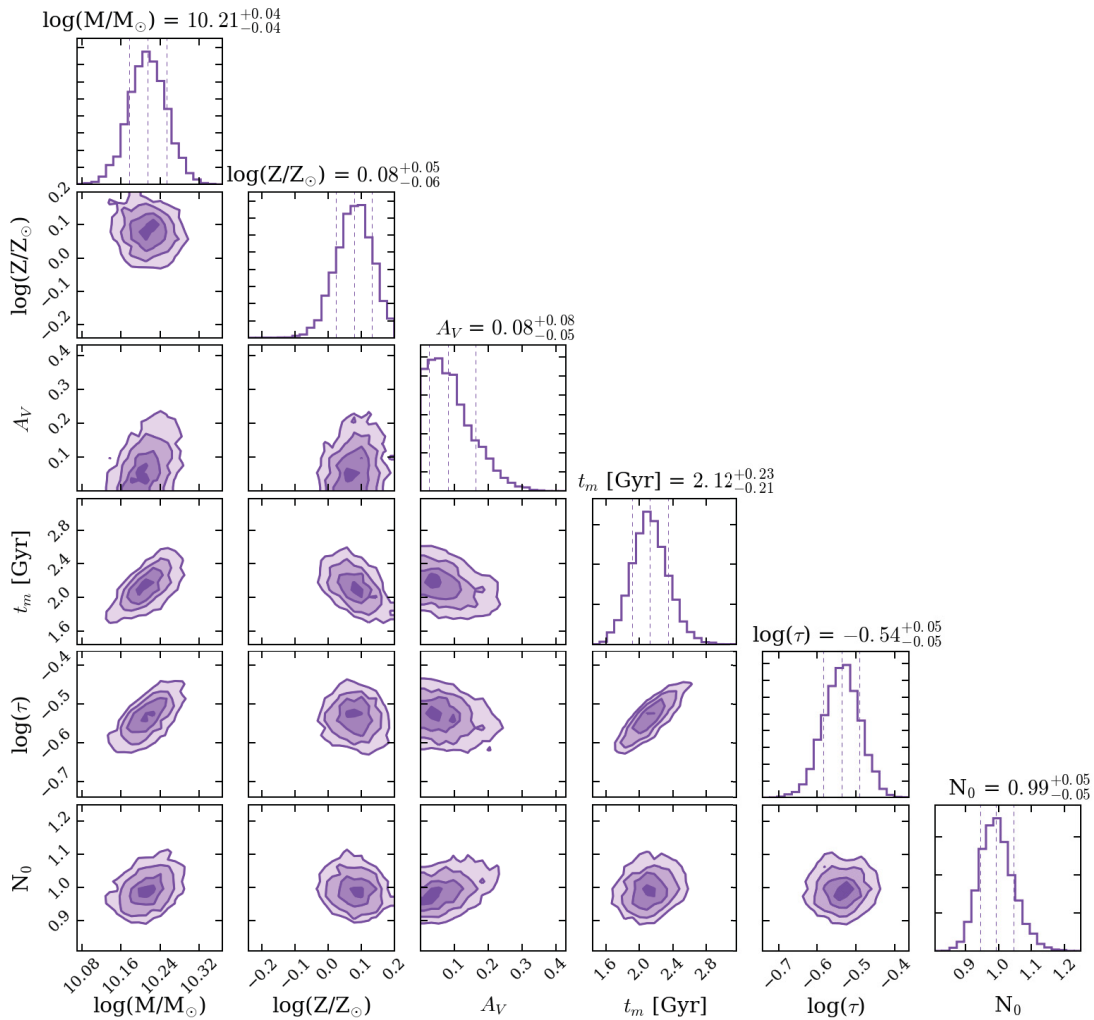 log(M/M⊙) = 10.21 +0.04 −0.04
0.2
log(Z/Z⊙) = 0.08 +0.05 −0.06
0.1
0.0
−0.1
−0.2
log(Z/Z⊙)
A_V = 0.08 +0.08 −0.05
0.4
0.3
0.2
0.1
A_V
t_m [Gyr] = 2.12 +0.23 −0.21
2.8
2.4
2.0
1.6
t_m [Gyr]
log(τ) = −0.54 +0.05 −0.05
−0.4
−0.5
−0.6
−0.7
log(τ)
N_0 = 0.99 +0.05 −0.05
1.2
1.1
1.0
0.9
N_0
10.08 10.16 10.24 10.32 −0.2 −0.1 0.0 0.1 0.2 0.1 0.2 0.3 0.4 1.6 2.0 2.4 2.8 −0.7 −0.6 −0.5 −0.4 0.9 1.0 1.1 1.2
log(M/M⊙) log(Z/Z⊙) A_V t_m [Gyr] log(τ) N_0